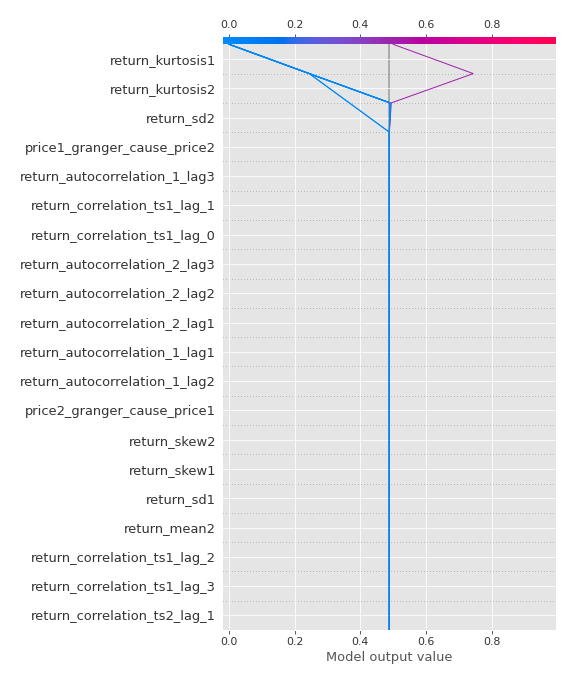 0.0 0.2 0.4 0.6 0.8
return_kurtosis1
return_kurtosis2
return_sd2
price1_granger_cause_price2
return_autocorrelation_1_lag3
return_correlation_ts1_lag_1
return_correlation_ts1_lag_0
return_autocorrelation_2_lag3
return_autocorrelation_2_lag2
return_autocorrelation_2_lag1
return_autocorrelation_1_lag1
return_autocorrelation_1_lag2
price2_granger_cause_price1
return_skew2
return_skew1
return_sd1
return_mean2
return_correlation_ts1_lag_2
return_correlation_ts1_lag_3
return_correlation_ts2_lag_1
0.0 0.2 0.4 0.6 0.8
Model output value